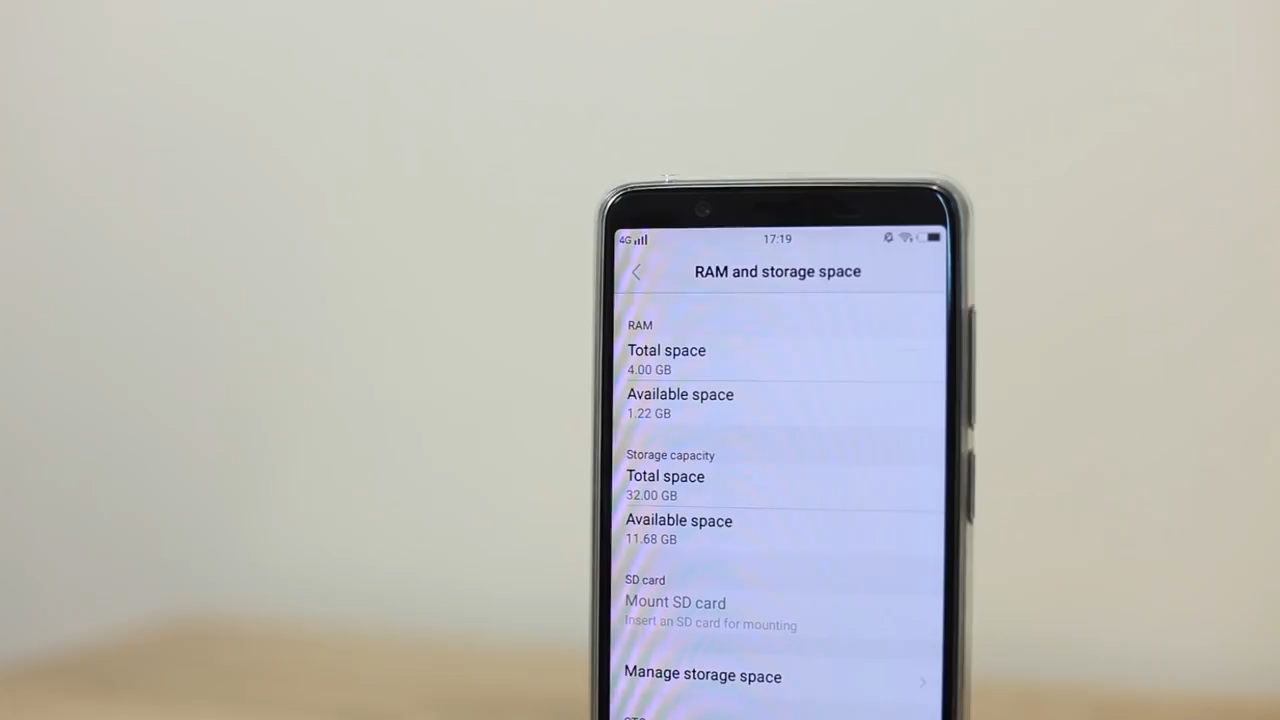 4G 17:19
RAM and storage space
RAM
Total space
4.00 GB
Available space
1.22 GB
Storage capacity
Total space
32.00 GB
Available space
11.68 GB
SD card
Mount SD card
Insert an SD card for mounting
Manage storage space